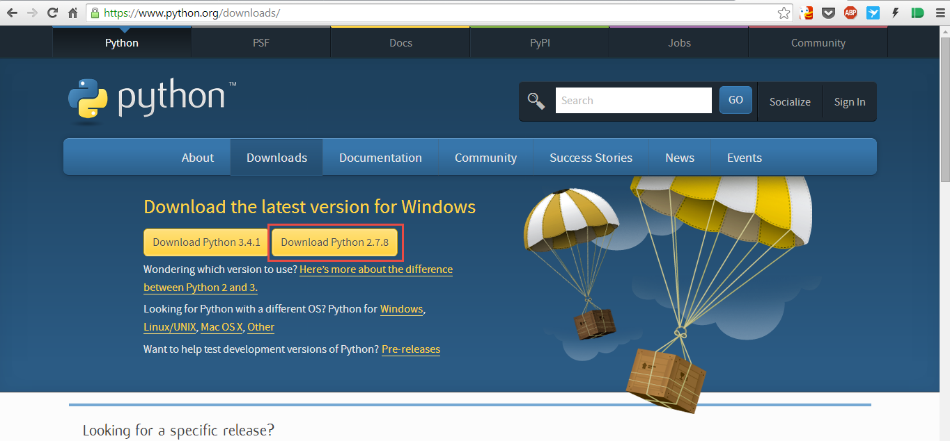 https://www.python.org/downloads/
ABP
Python PSF Docs PyPI Jobs Community
python™
Search GO Socialize Sign In
About Downloads Documentation Community Success Stories News Events
Download the latest version for Windows
Download Python 3.4.1 Download Python 2.7.8
Wondering which version to use? Here's more about the difference
between Python 2 and 3.
Looking for Python with a different OS? Python for Windows,
Linux/UNIX, Mac OS X, Other
Want to help test development versions of Python? Pre-releases
Looking for a specific release?